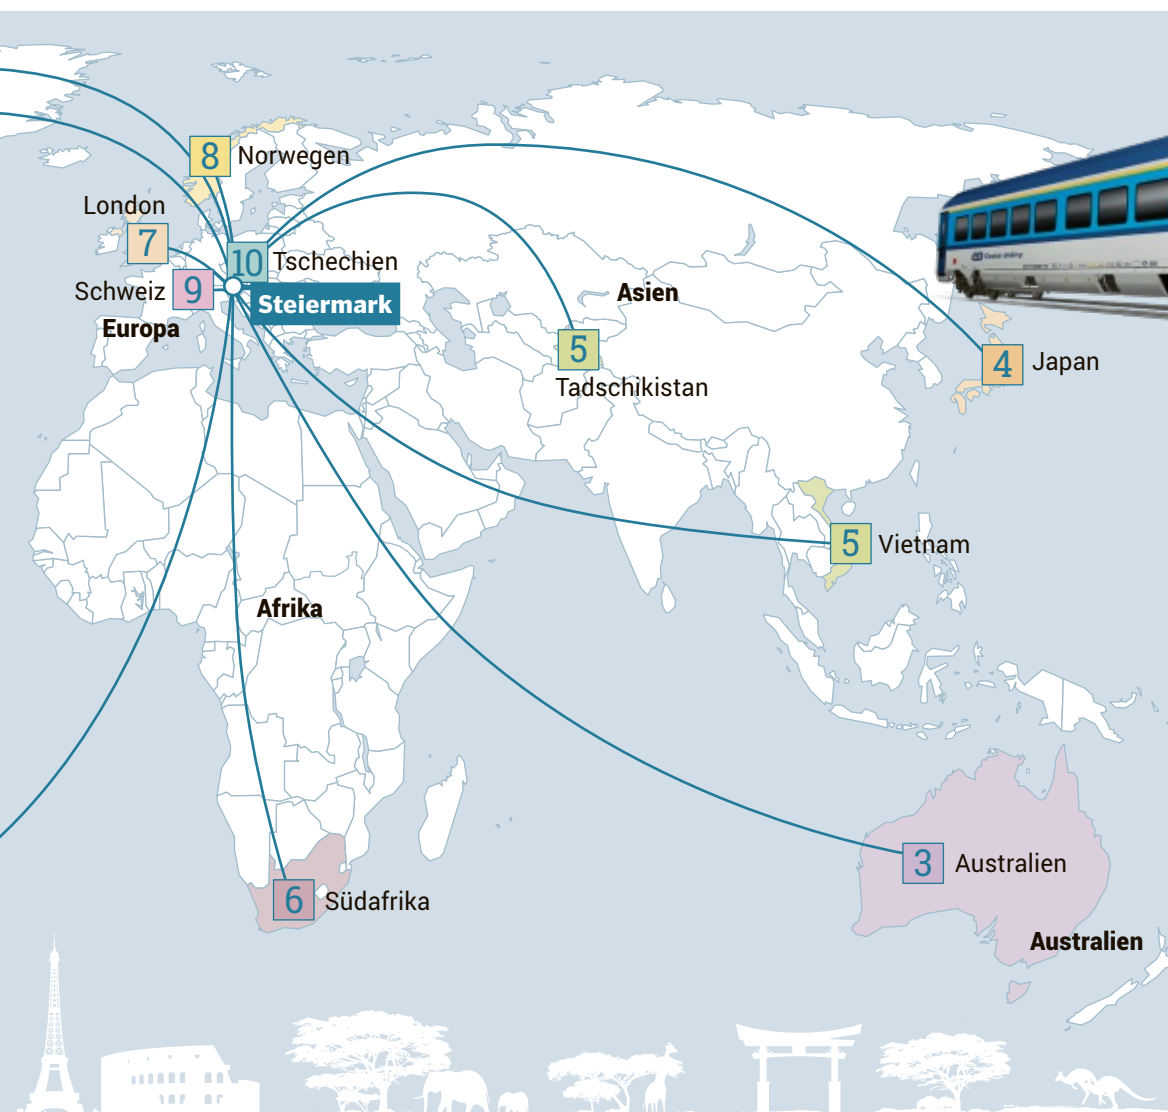 8 Norwegen
London
7
10 Tschechien
Schweiz 9
Steiermark
Europa
Asien
5
Tadschikistan
4 Japan
5 Vietnam
Afrika
3 Australien
6 Südafrika
Australien